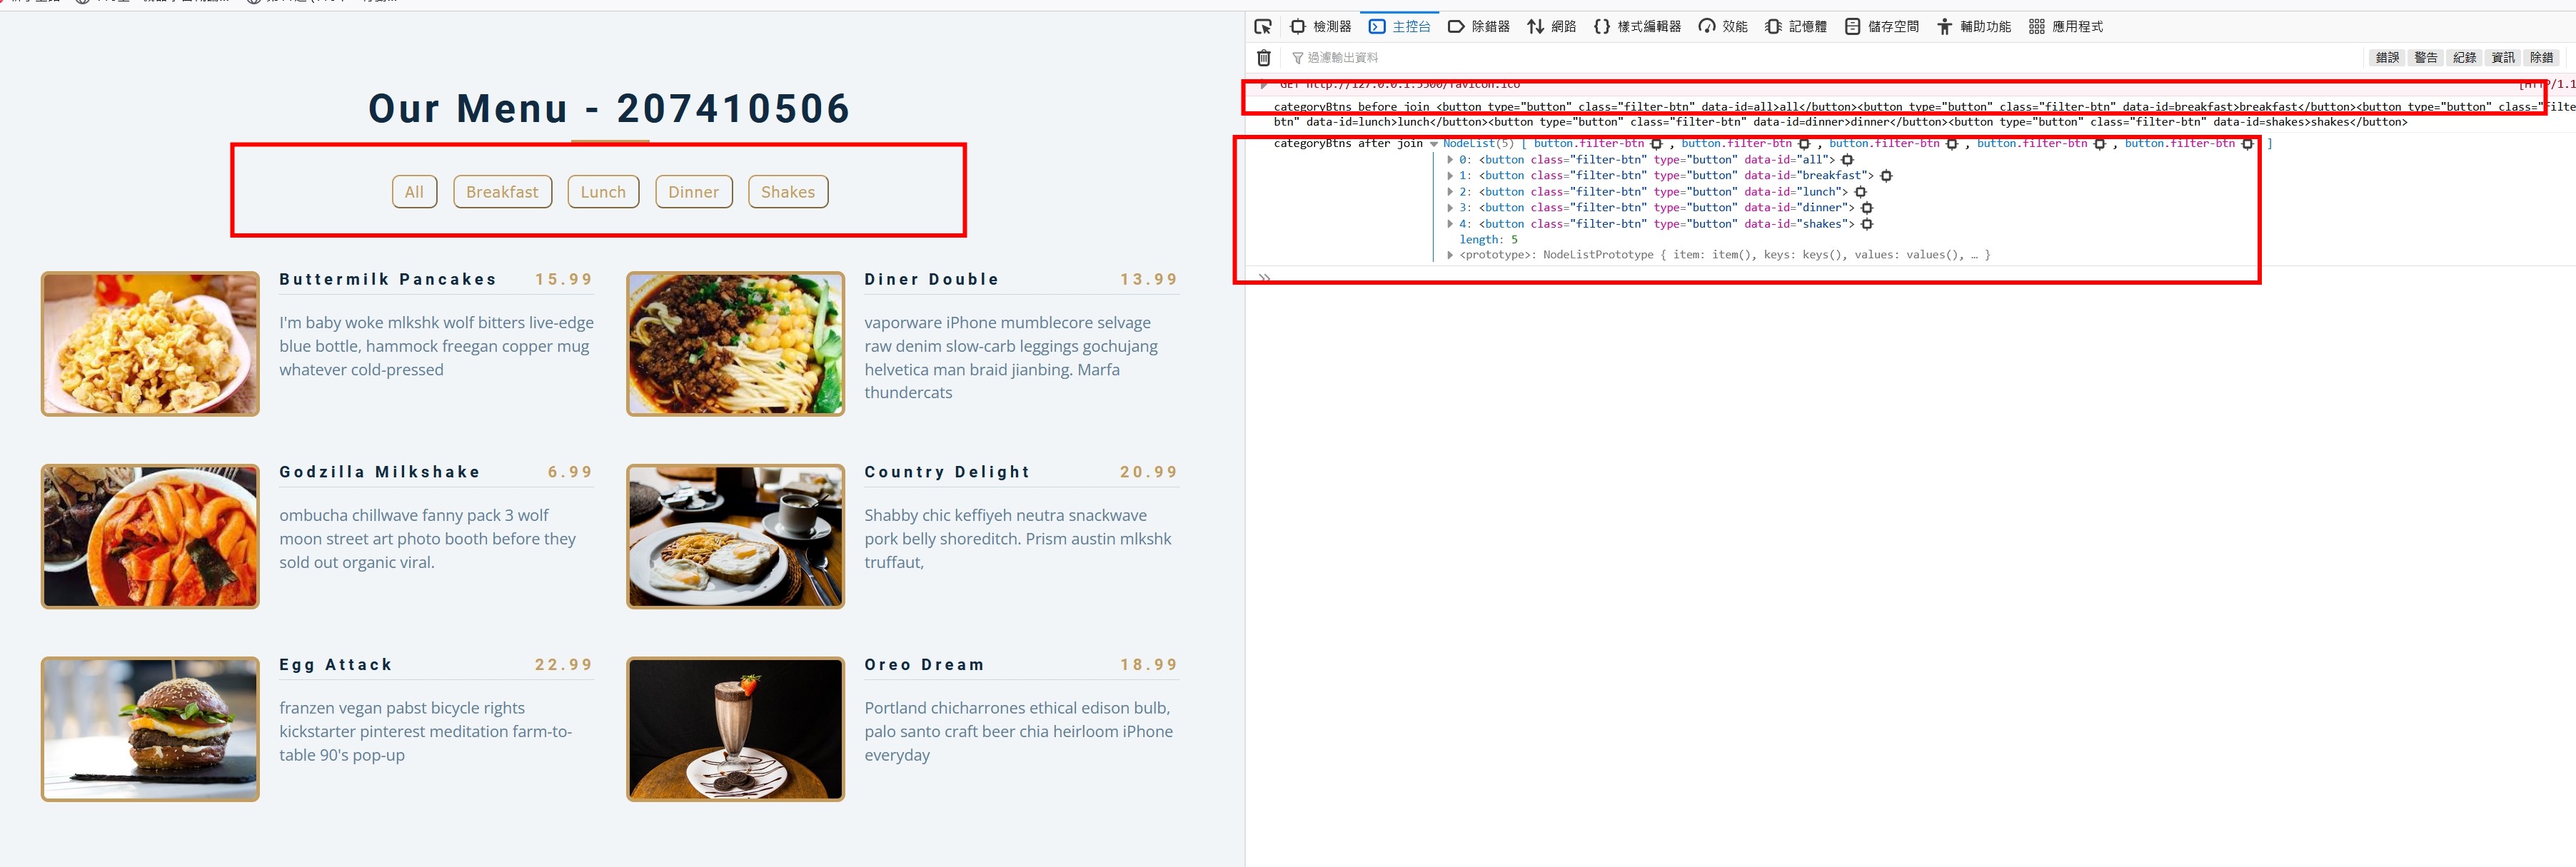 檢測器 主控台 除錯器 網路 樣式編輯器 效能 記憶體 儲存空間 輔助功能 應用程式
過濾輸出資料 錯誤 警告 紀錄 資訊 除錯
GET http://127.0.0.1:5500/favicon.ico
categoryBtns before join <button type="button" class="filter-btn" data-id=all>all</button><button type="button" class="filter-btn" data-id=breakfast>breakfast</button><button type="button" class="filte
btn" data-id=lunch>lunch</button><button type="button" class="filter-btn" data-id=dinner>dinner</button><button type="button" class="filter-btn" data-id=shakes>shakes</button>
categoryBtns after join NodeList(5) [ button.filter-btn , button.filter-btn , button.filter-btn , button.filter-btn , button.filter-btn ]
0: <button class="filter-btn" type="button" data-id="all">
1: <button class="filter-btn" type="button" data-id="breakfast">
2: <button class="filter-btn" type="button" data-id="lunch">
3: <button class="filter-btn" type="button" data-id="dinner">
4: <button class="filter-btn" type="button" data-id="shakes">
length: 5
<prototype>: NodeListPrototype { item: item(), keys: keys(), values: values(), … }
Our Menu - 207410506
All Breakfast Lunch Dinner Shakes
Buttermilk Pancakes 15.99
I'm baby woke mlkshk wolf bitters live-edge
blue bottle, hammock freegan copper mug
whatever cold-pressed
Diner Double 13.99
vaporware iPhone mumblecore selvage
raw denim slow-carb leggings gochujang
helvetica man braid jianbing. Marfa
thundercats
Godzilla Milkshake 6.99
ombucha chillwave fanny pack 3 wolf
moon street art photo booth before they
sold out organic viral.
Country Delight 20.99
Shabby chic keffiyeh neutra snackwave
pork belly shoreditch. Prism austin mlkshk
truffaut,
Egg Attack 22.99
franzen vegan pabst bicycle rights
kickstarter pinterest meditation farm-to-
table 90's pop-up
Oreo Dream 18.99
Portland chicharrones ethical edison bulb,
palo santo craft beer chia heirloom iPhone
everyday